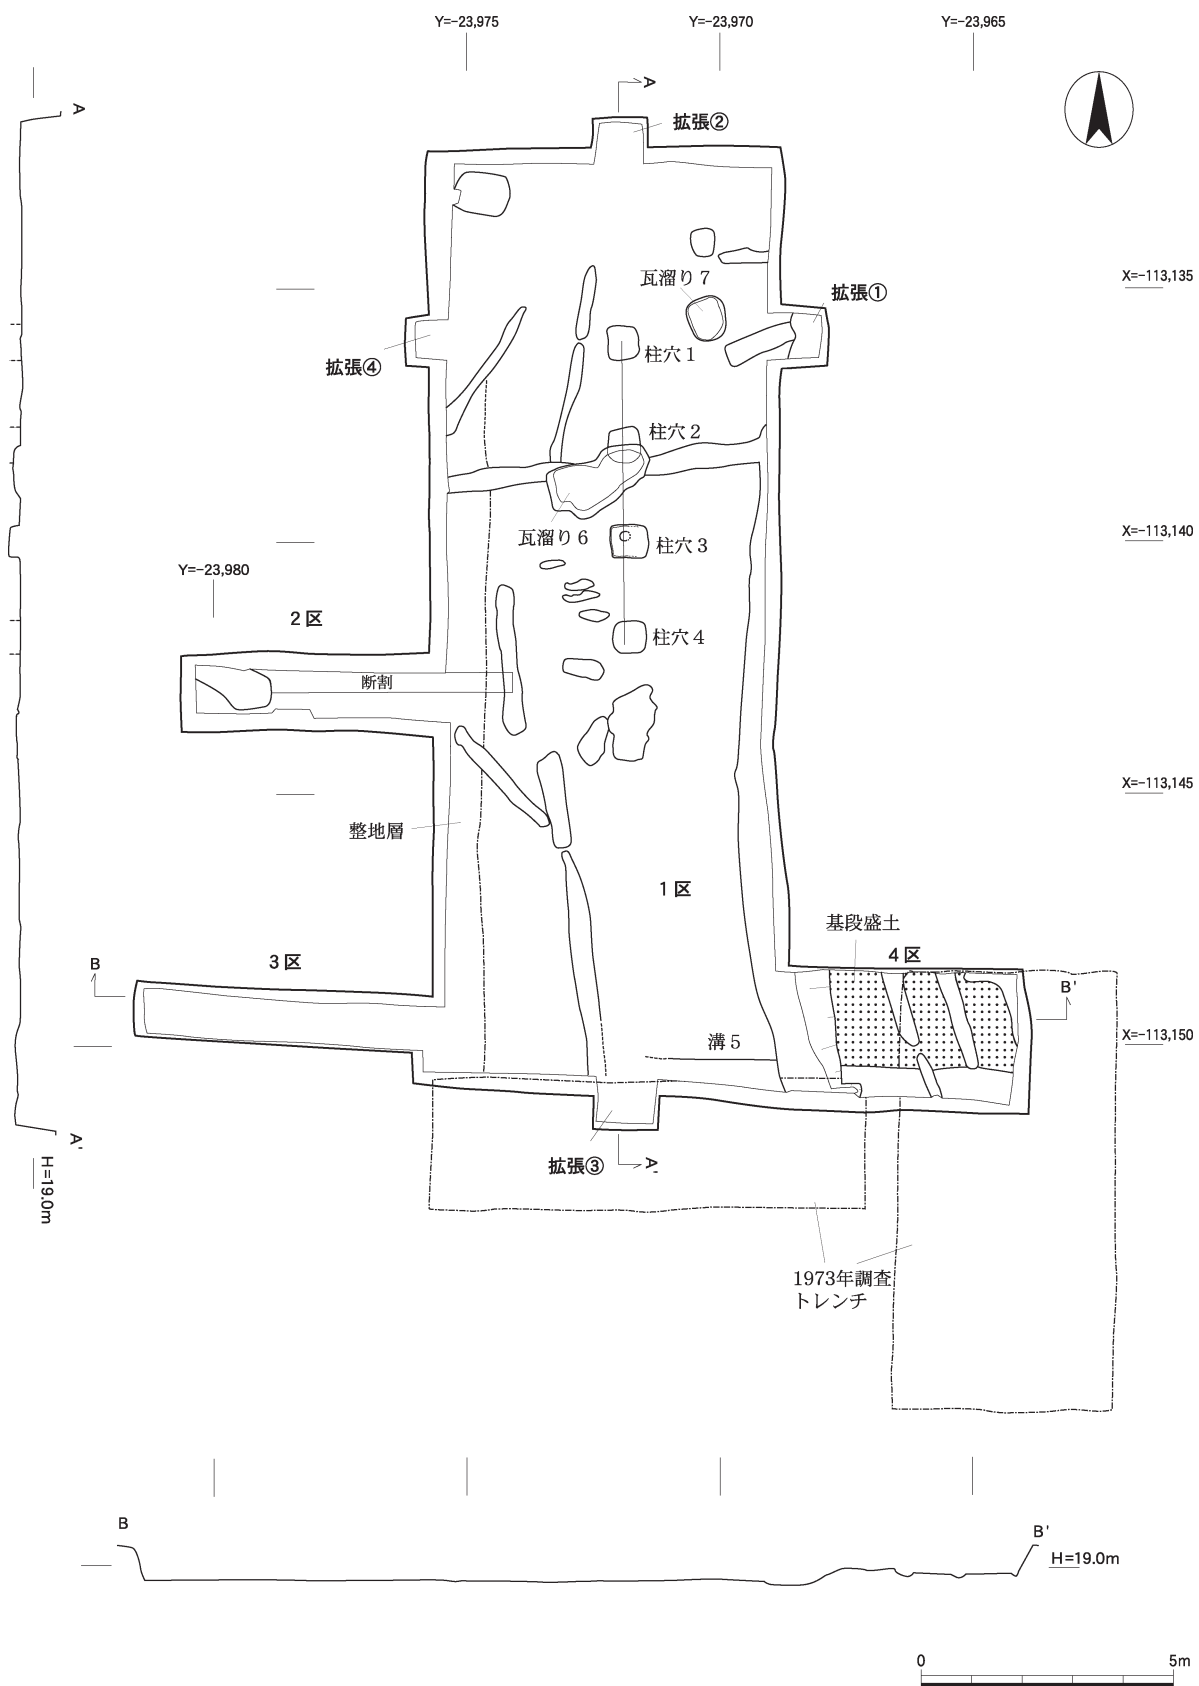 Y=-23,975
Y=-23,970
Y=-23,965
A
A
拡張②
拡張①
瓦溜り7
X=-113,135
柱穴1
拡張④
柱穴2
瓦溜り6
柱穴3
X=-113,140
Y=-23,980
2区
柱穴4
断割
X=-113,145
整地層
1区
基段盛土
4区
3区
B
B'
溝5
X=-113,150
A'
H=19.0m
拡張③
A'
1973年調査
トレンチ
B
B'
H=19.0m
0
5m